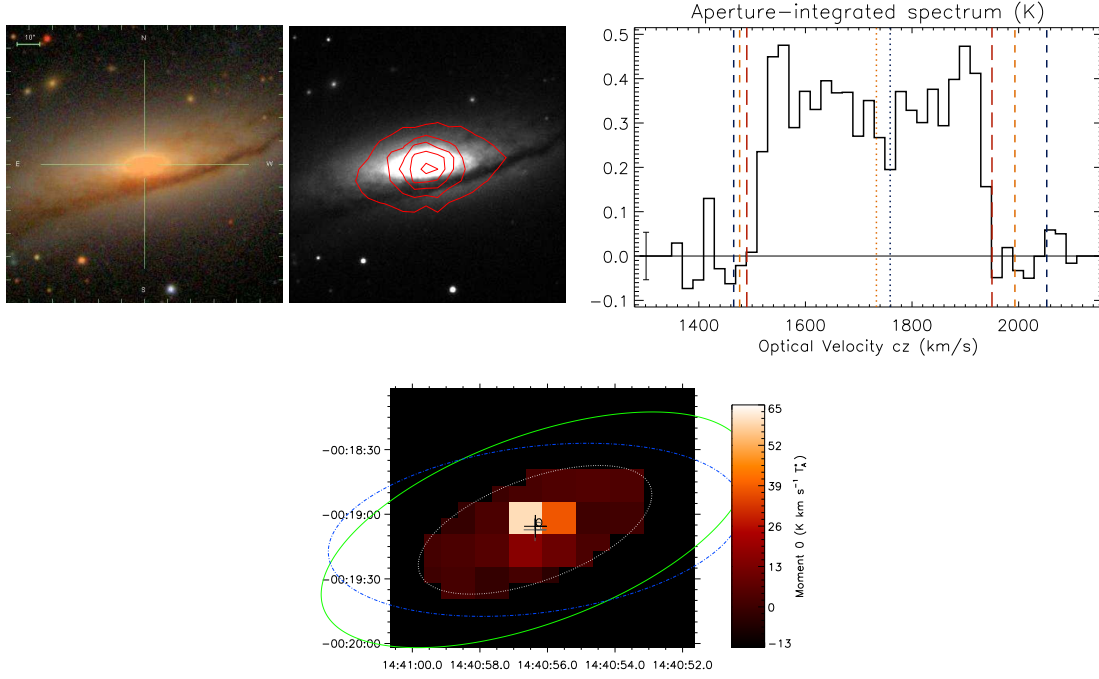 10"
N
E
W
S
Aperture−integrated spectrum (K)
0.5
0.4
0.3
0.2
0.1
0.0
−0.1
1400 1600 1800 2000
Optical Velocity cz (km/s)
−00:18:30
−00:19:00
−00:19:30
−00:20:00
14:41:00.0 14:40:58.0 14:40:56.0 14:40:54.0 14:40:52.0
65
52
39
26
13
0
−13
Moment 0 (K km s⁻¹ T*A)